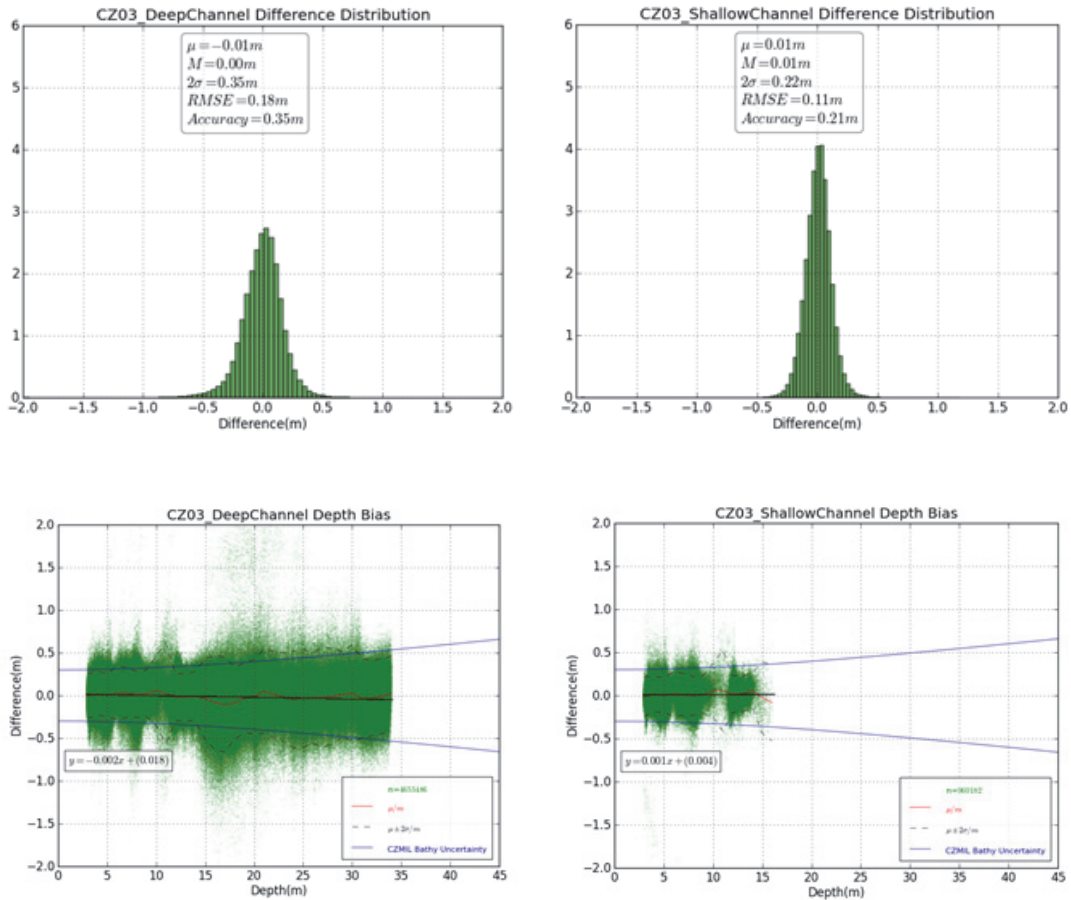 CZ03_DeepChannel Difference Distribution
6
5
4
3
2
1
0
μ=−0.01m
M=0.00m
2σ=0.35m
RMSE=0.18m
Accuracy=0.35m
−2.0 −1.5 −1.0 −0.5 0.0 0.5 1.0 1.5 2.0
Difference(m)
CZ03_ShallowChannel Difference Distribution
6
5
4
3
2
1
0
μ=0.01m
M=0.01m
2σ=0.22m
RMSE=0.11m
Accuracy=0.21m
−2.0 −1.5 −1.0 −0.5 0.0 0.5 1.0 1.5 2.0
Difference(m)
CZ03_DeepChannel Depth Bias
Difference(m)
2.0
1.5
1.0
0.5
0.0
−0.5
−1.0
−1.5
−2.0
y=−0.002x+(0.018)
μ/m
μ±2σ/m
CZMIL Bathy Uncertainty
0 5 10 15 20 25 30 35 40 45
Depth(m)
CZ03_ShallowChannel Depth Bias
Difference(m)
2.0
1.5
1.0
0.5
0.0
−0.5
−1.0
−1.5
−2.0
y=0.001x+(0.004)
μ/m
μ±2σ/m
CZMIL Bathy Uncertainty
0 5 10 15 20 25 30 35 40 45
Depth(m)